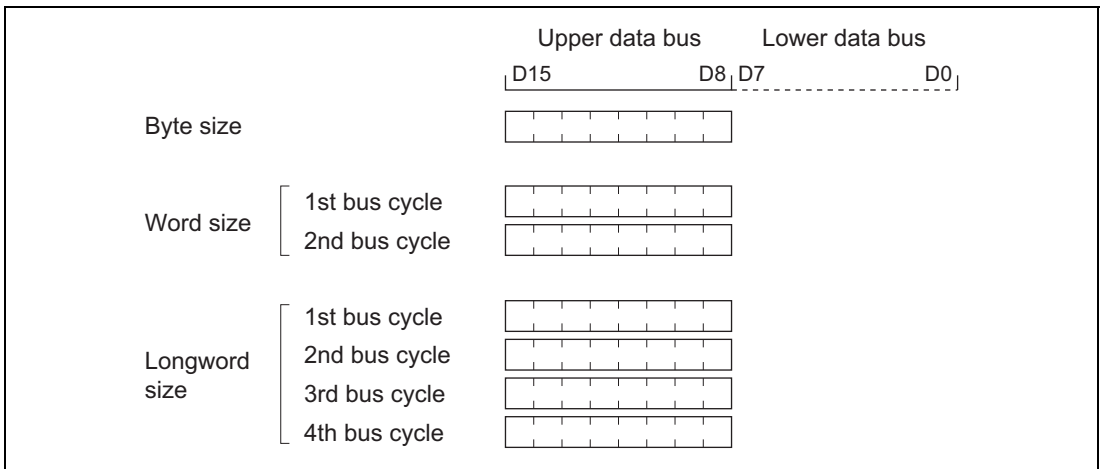 Upper data bus Lower data bus
D15 D8 D7 D0
Byte size
Word size
1st bus cycle
2nd bus cycle
Longword
size
1st bus cycle
2nd bus cycle
3rd bus cycle
4th bus cycle